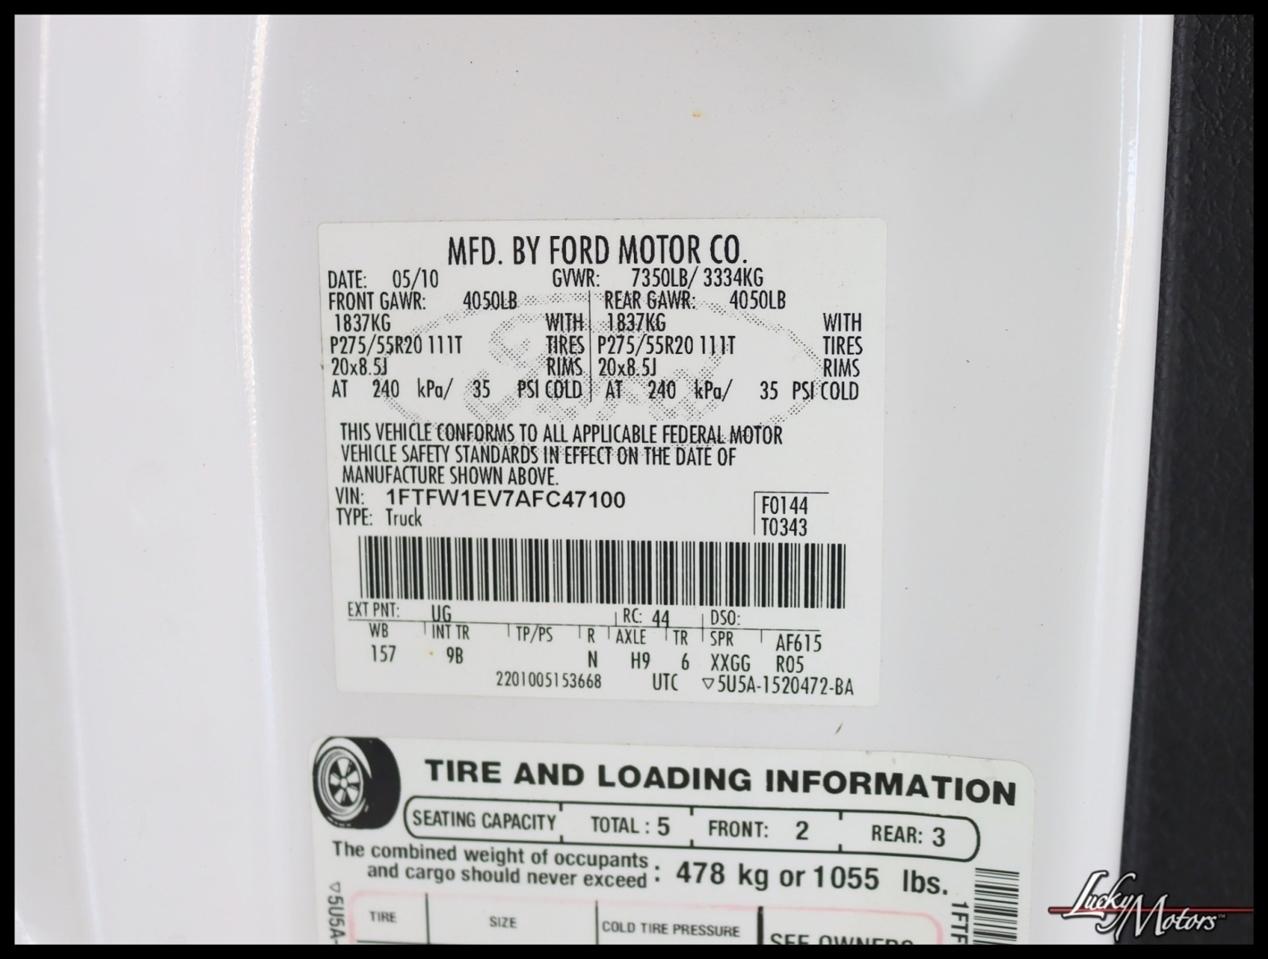 MFD. BY FORD MOTOR CO.
DATE: 05/10 GVWR: 7350LB/ 3334KG
FRONT GAWR: 4050LB REAR GAWR: 4050LB
1837KG WITH 1837KG WITH
P275/55R20 111T TIRES P275/55R20 111T TIRES
20x8.5J RIMS 20x8.5J RIMS
AT 240 kPa/ 35 PSI COLD AT 240 kPa/ 35 PSI COLD
THIS VEHICLE CONFORMS TO ALL APPLICABLE FEDERAL MOTOR
VEHICLE SAFETY STANDARDS IN EFFECT ON THE DATE OF
MANUFACTURE SHOWN ABOVE.
VIN: 1FTFW1EV7AFC47100 F0144
TYPE: Truck T0343
EXT PNT: UG RC: 44 DSO:
WB INT TR TP/PS R AXLE TR SPR AF615
157 9B N H9 6 XXGG R05
2201005153668 UTC ▽5U5A-1520472-BA
TIRE AND LOADING INFORMATION
SEATING CAPACITY TOTAL : 5 FRONT: 2 REAR: 3
The combined weight of occupants
and cargo should never exceed : 478 kg or 1055 lbs.
TIRE SIZE COLD TIRE PRESSURE SEE OWNERS
▽5U5A-
1FTF
Lucky Motors™